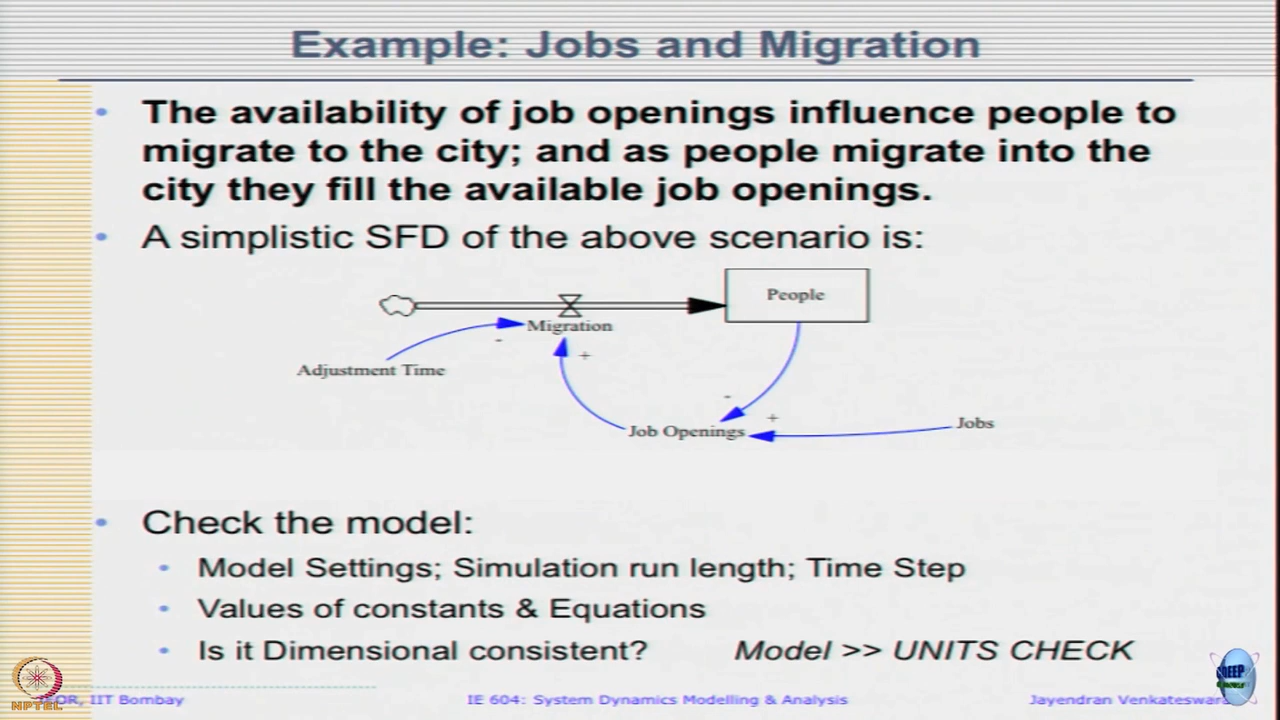 Example: Jobs and Migration
• The availability of job openings influence people to
migrate to the city; and as people migrate into the
city they fill the available job openings.
• A simplistic SFD of the above scenario is:
People
Migration
-
+
Adjustment Time
-
+
Job Openings
Jobs
• Check the model:
• Model Settings; Simulation run length; Time Step
• Values of constants & Equations
• Is it Dimensional consistent? Model >> UNITS CHECK
IIT Bombay
IE 604: System Dynamics Modelling & Analysis
Jayendran
NPTEL